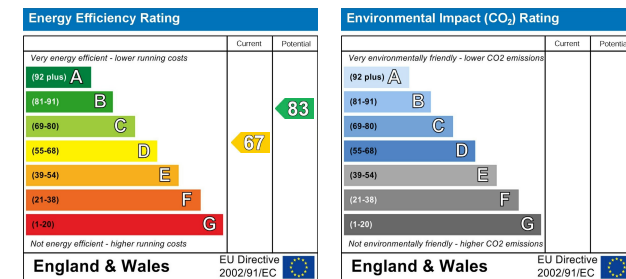 Energy Efficiency Rating
Current Potential
Very energy efficient - lower running costs
(92 plus) A
(81-91) B
83
(69-80) C
(55-68) D
67
(39-54) E
(21-38) F
(1-20) G
Not energy efficient - higher running costs
England & Wales
EU Directive
2002/91/EC
Environmental Impact (CO2) Rating
Current Potential
Very environmentally friendly - lower CO2 emissions
(92 plus) A
(81-91) B
(69-80) C
(55-68) D
(39-54) E
(21-38) F
(1-20) G
Not environmentally friendly - higher CO2 emissions
England & Wales
EU Directive
2002/91/EC